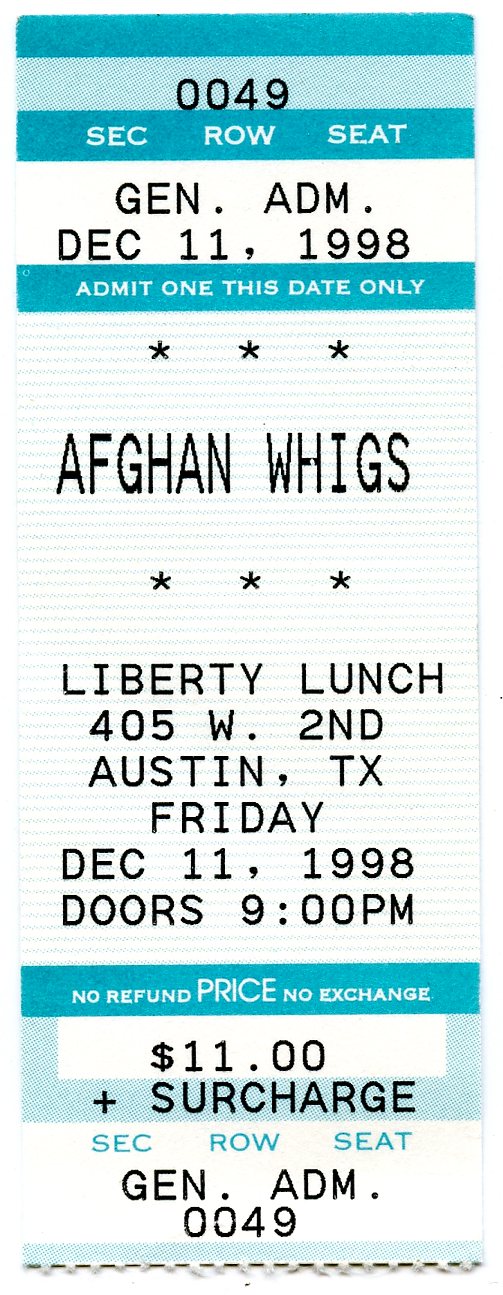 0049
SEC ROW SEAT
GEN. ADM.
DEC 11, 1998
ADMIT ONE THIS DATE ONLY
* * *
AFGHAN WHIGS
* * *
LIBERTY LUNCH
405 W. 2ND
AUSTIN, TX
FRIDAY
DEC 11, 1998
DOORS 9:00PM
NO REFUND PRICE NO EXCHANGE
$11.00
+ SURCHARGE
SEC ROW SEAT
GEN. ADM.
0049